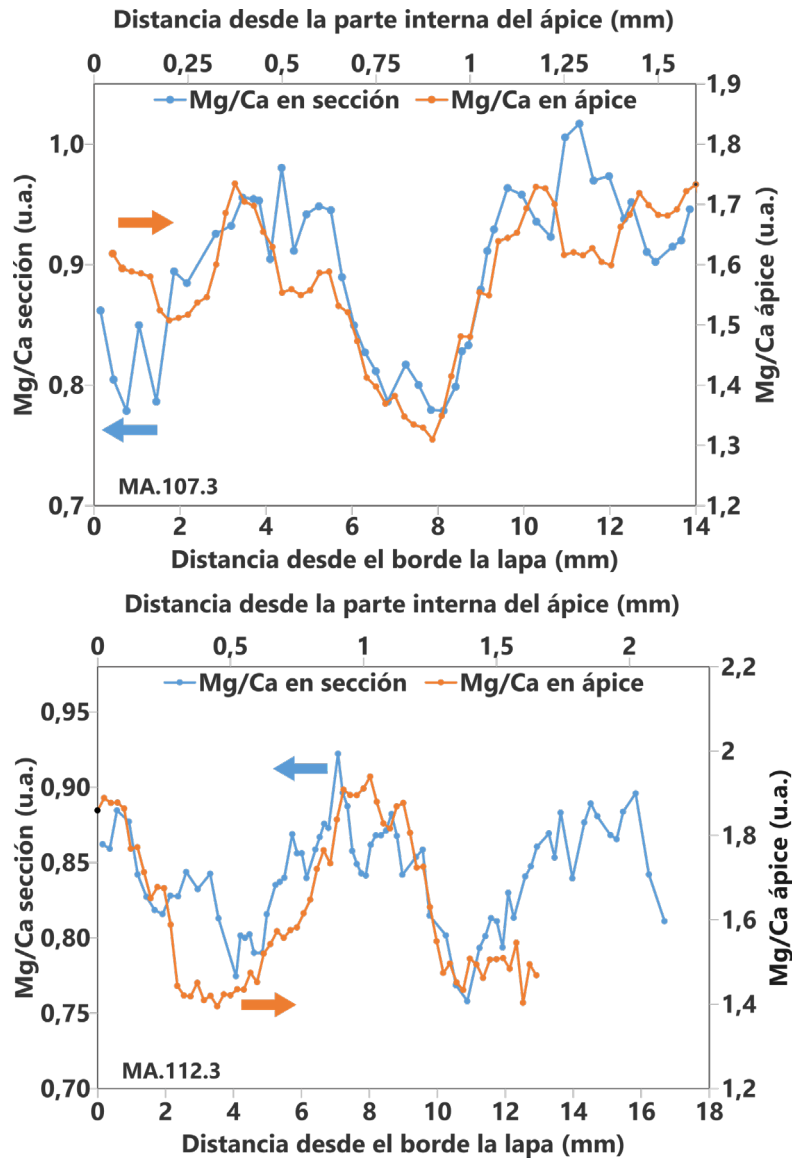 Distancia desde la parte interna del ápice (mm)
0 0,25 0,5 0,75 1 1,25 1,5
Mg/Ca en sección Mg/Ca en ápice
Mg/Ca sección (u.a.)
1,0
0,9
0,8
0,7
1,9
1,8
1,7
1,6
1,5
1,4
1,3
1,2
Mg/Ca ápice (u.a.)
MA.107.3
0 2 4 6 8 10 12 14
Distancia desde el borde la lapa (mm)
Distancia desde la parte interna del ápice (mm)
0 0,5 1 1,5 2
Mg/Ca en sección Mg/Ca en ápice
Mg/Ca sección (u.a.)
0,95
0,90
0,85
0,80
0,75
0,70
2,2
2
1,8
1,6
1,4
1,2
Mg/Ca ápice (u.a.)
MA.112.3
0 2 4 6 8 10 12 14 16 18
Distancia desde el borde la lapa (mm)